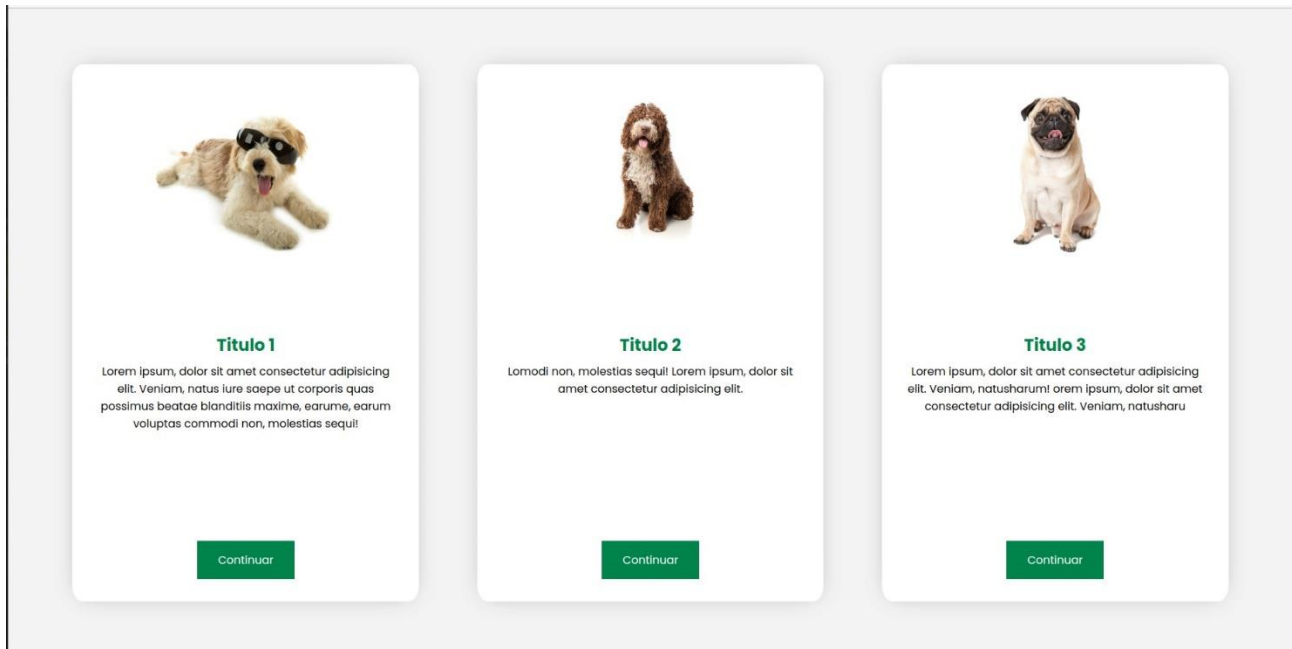 Titulo 1
Lorem ipsum, dolor sit amet consectetur adipisicing
elit. Veniam, natus iure saepe ut corporis quas
possimus beatae blanditiis maxime, earume, earum
voluptas commodi non, molestias sequi!
Continuar
Titulo 2
Lomodi non, molestias sequi! Lorem ipsum, dolor sit
amet consectetur adipisicing elit.
Continuar
Titulo 3
Lorem ipsum, dolor sit amet consectetur adipisicing
elit. Veniam, natusharum! orem ipsum, dolor sit amet
consectetur adipisicing elit. Veniam, natusharu
Continuar